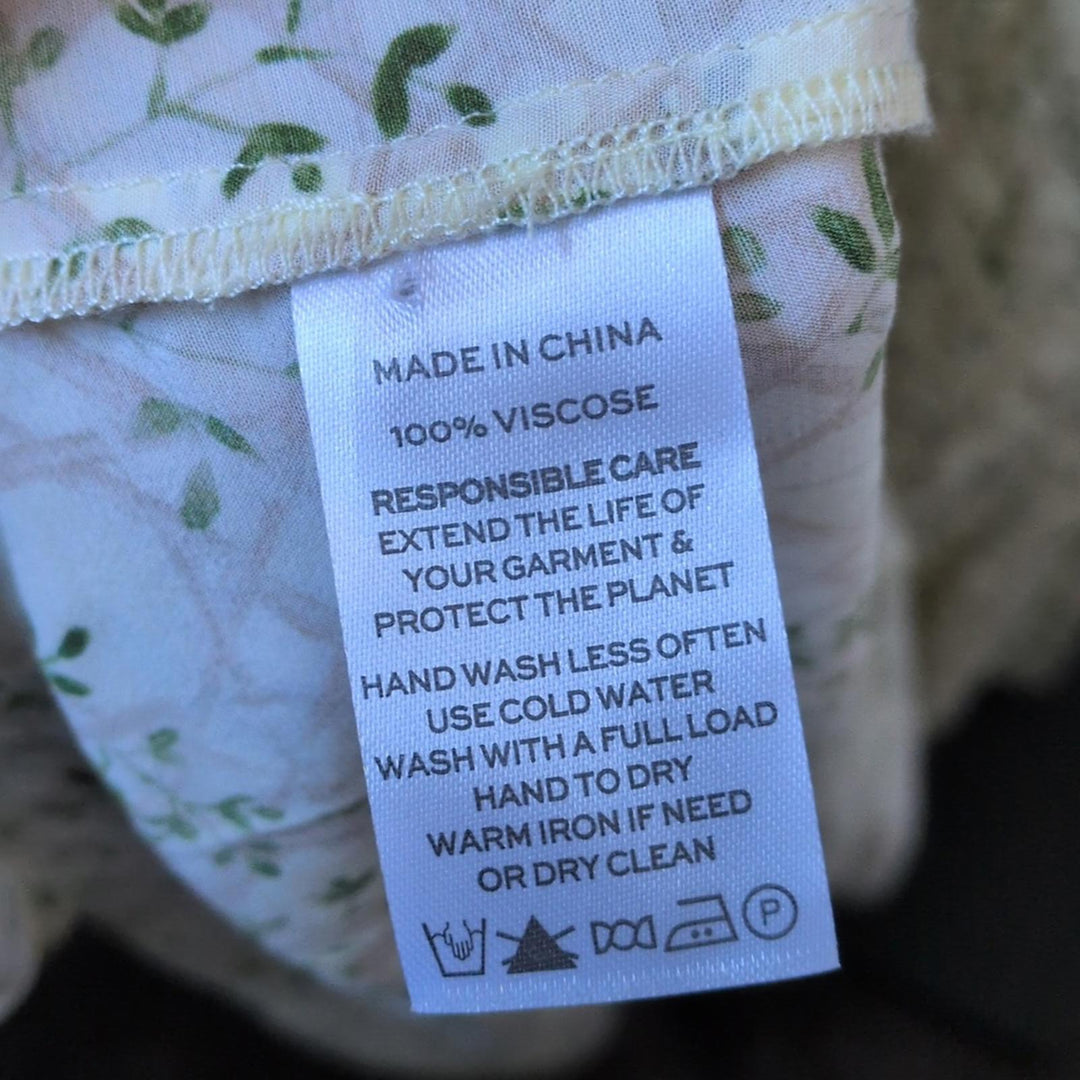 MADE IN CHINA
100% VISCOSE
RESPONSIBLE CARE
EXTEND THE LIFE OF
YOUR GARMENT &
PROTECT THE PLANET
HAND WASH LESS OFTEN
USE COLD WATER
WASH WITH A FULL LOAD
HAND TO DRY
WARM IRON IF NEED
OR DRY CLEAN
P